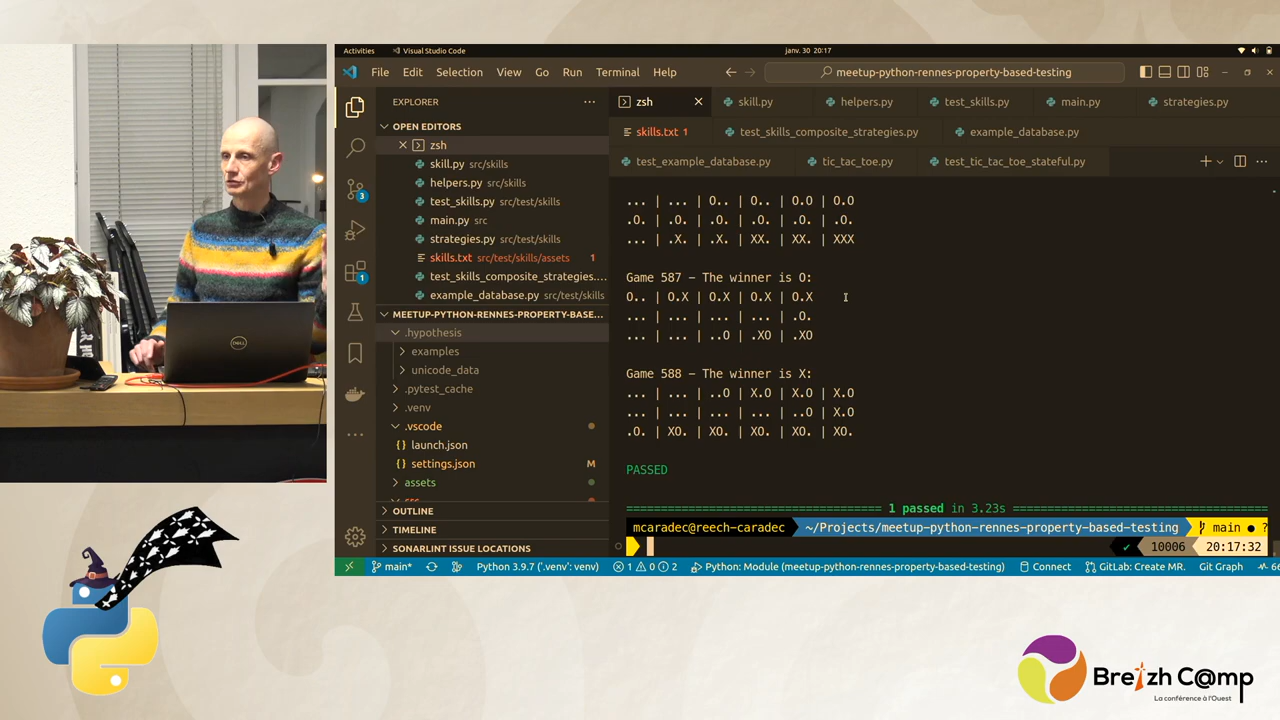 Activities
Visual Studio Code
janv. 30 20:17
File Edit Selection View Go Run Terminal Help
meetup-python-rennes-property-based-testing
EXPLORER
OPEN EDITORS
zsh
skill.py src/skills
helpers.py src/skills
test_skills.py src/test/skills
main.py src
strategies.py src/test/skills
skills.txt src/test/skills/assets 1
test_skills_composite_strategies....
example_database.py src/test/skills
MEETUP-PYTHON-RENNES-PROPERTY-BASE...
.hypothesis
examples
unicode_data
.pytest_cache
.venv
.vscode
launch.json
settings.json M
assets
OUTLINE
TIMELINE
SONARLINT ISSUE LOCATIONS
3
1
zsh skill.py helpers.py test_skills.py main.py strategies.py
skills.txt 1 test_skills_composite_strategies.py example_database.py
test_example_database.py tic_tac_toe.py test_tic_tac_toe_stateful.py
... | ... | O.. | O.. | O.O | O.O
.O. | .O. | .O. | .O. | .O. | .O.
... | .X. | .X. | XX. | XX. | XXX
Game 587 – The winner is O:
O.. | O.X | O.X | O.X | O.X
... | ... | ... | ... | .O.
... | ... | ..O | .XO | .XO
Game 588 – The winner is X:
... | ... | ..O | X.O | X.O | X.O
... | ... | ... | ... | ..O | X.O
.O. | XO. | XO. | XO. | XO. | XO.
PASSED
1 passed in 3.23s
mcaradec@reech-caradec ~/Projects/meetup-python-rennes-property-based-testing main ● ?
✔ 10006 20:17:32
main* Python 3.9.7 ('.venv': venv) 1 0 2 Python: Module (meetup-python-rennes-property-based-testing) Connect GitLab: Create MR. Git Graph
DELL
Breizh C@mp
La conférence à l'Ouest